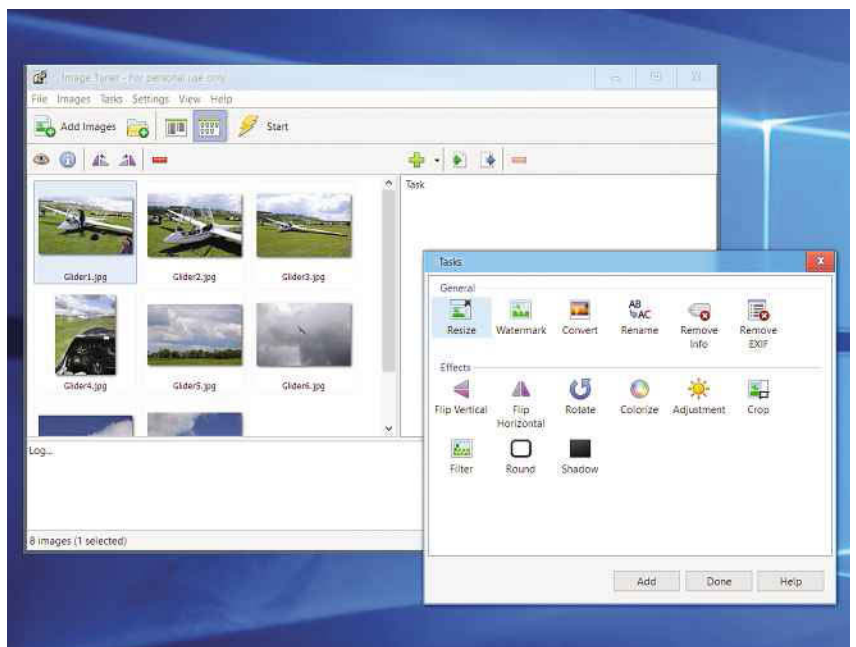 Image Tuner - For personal use only
File Images Tasks Settings View Help
Add Images Start
Task
Glider1.jpg Glider2.jpg Glider3.jpg
Glider4.jpg Glider5.jpg Glider6.jpg
Log...
8 images (1 selected)
Tasks
General
AB
AC
Resize Watermark Convert Rename Remove Info Remove EXIF
Effects
Flip Vertical Flip Horizontal Rotate Colorize Adjustment Crop
Filter Round Shadow
Add Done Help